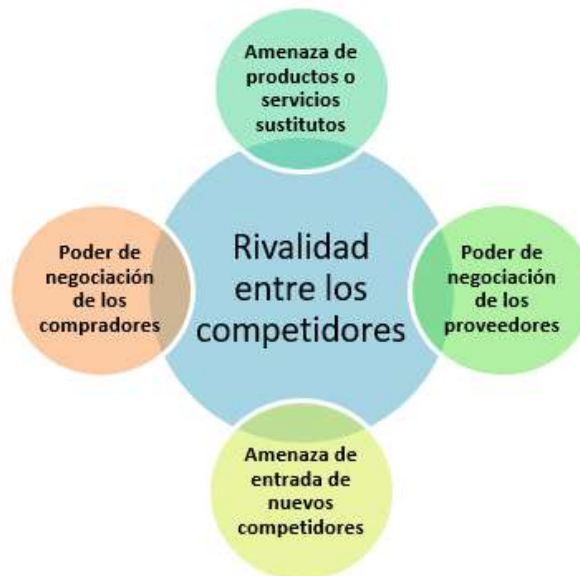 Amenaza de
productos o
servicios
sustitutos
Poder de
negociación
de los
compradores
Rivalidad
entre los
competidores
Poder de
negociación
de los
proveedores
Amenaza de
entrada de
nuevos
competidores